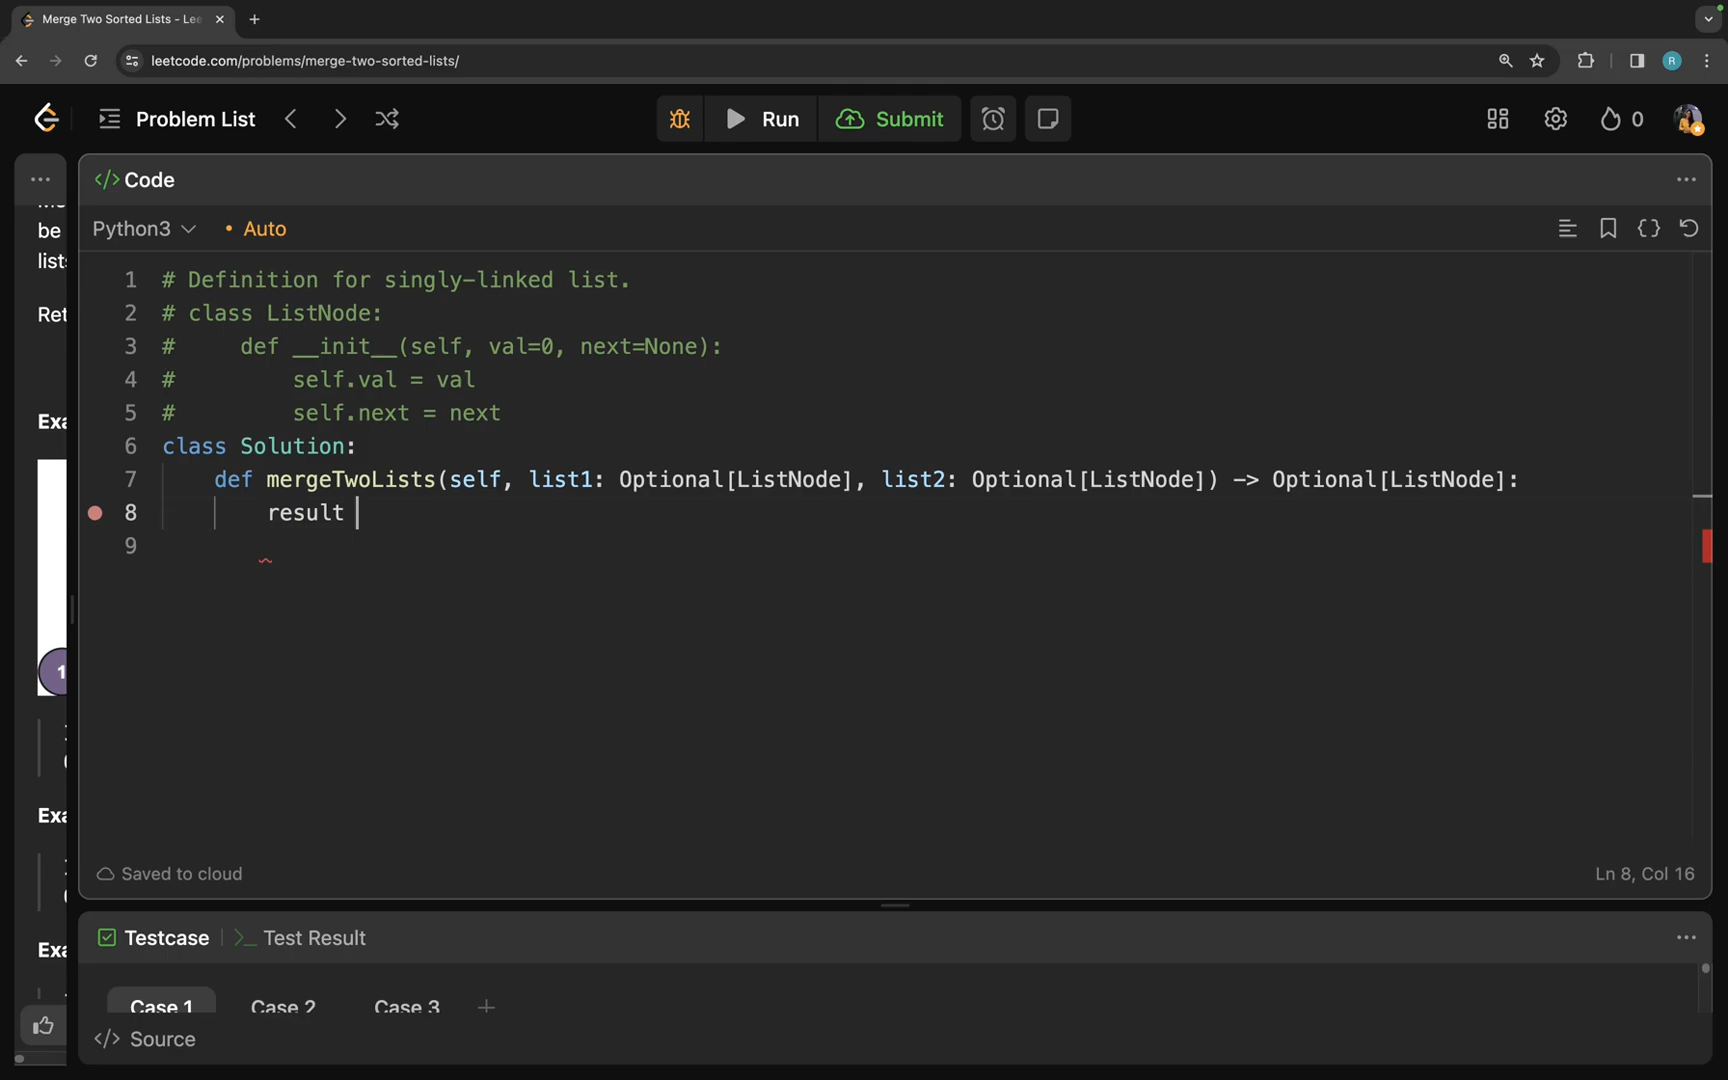 Merge Two Sorted Lists - Lee
leetcode.com/problems/merge-two-sorted-lists/
R
Problem List
Run
Submit
0
be
lists
Ret
Exa
1
Exa
Exa
</> Code
Python3
• Auto
1 # Definition for singly-linked list.
2 # class ListNode:
3 #     def __init__(self, val=0, next=None):
4 #         self.val = val
5 #         self.next = next
6 class Solution:
7     def mergeTwoLists(self, list1: Optional[ListNode], list2: Optional[ListNode]) -> Optional[ListNode]:
8         result
9
Saved to cloud
Ln 8, Col 16
Testcase
>_ Test Result
Case 1
Case 2
Case 3
+
</> Source